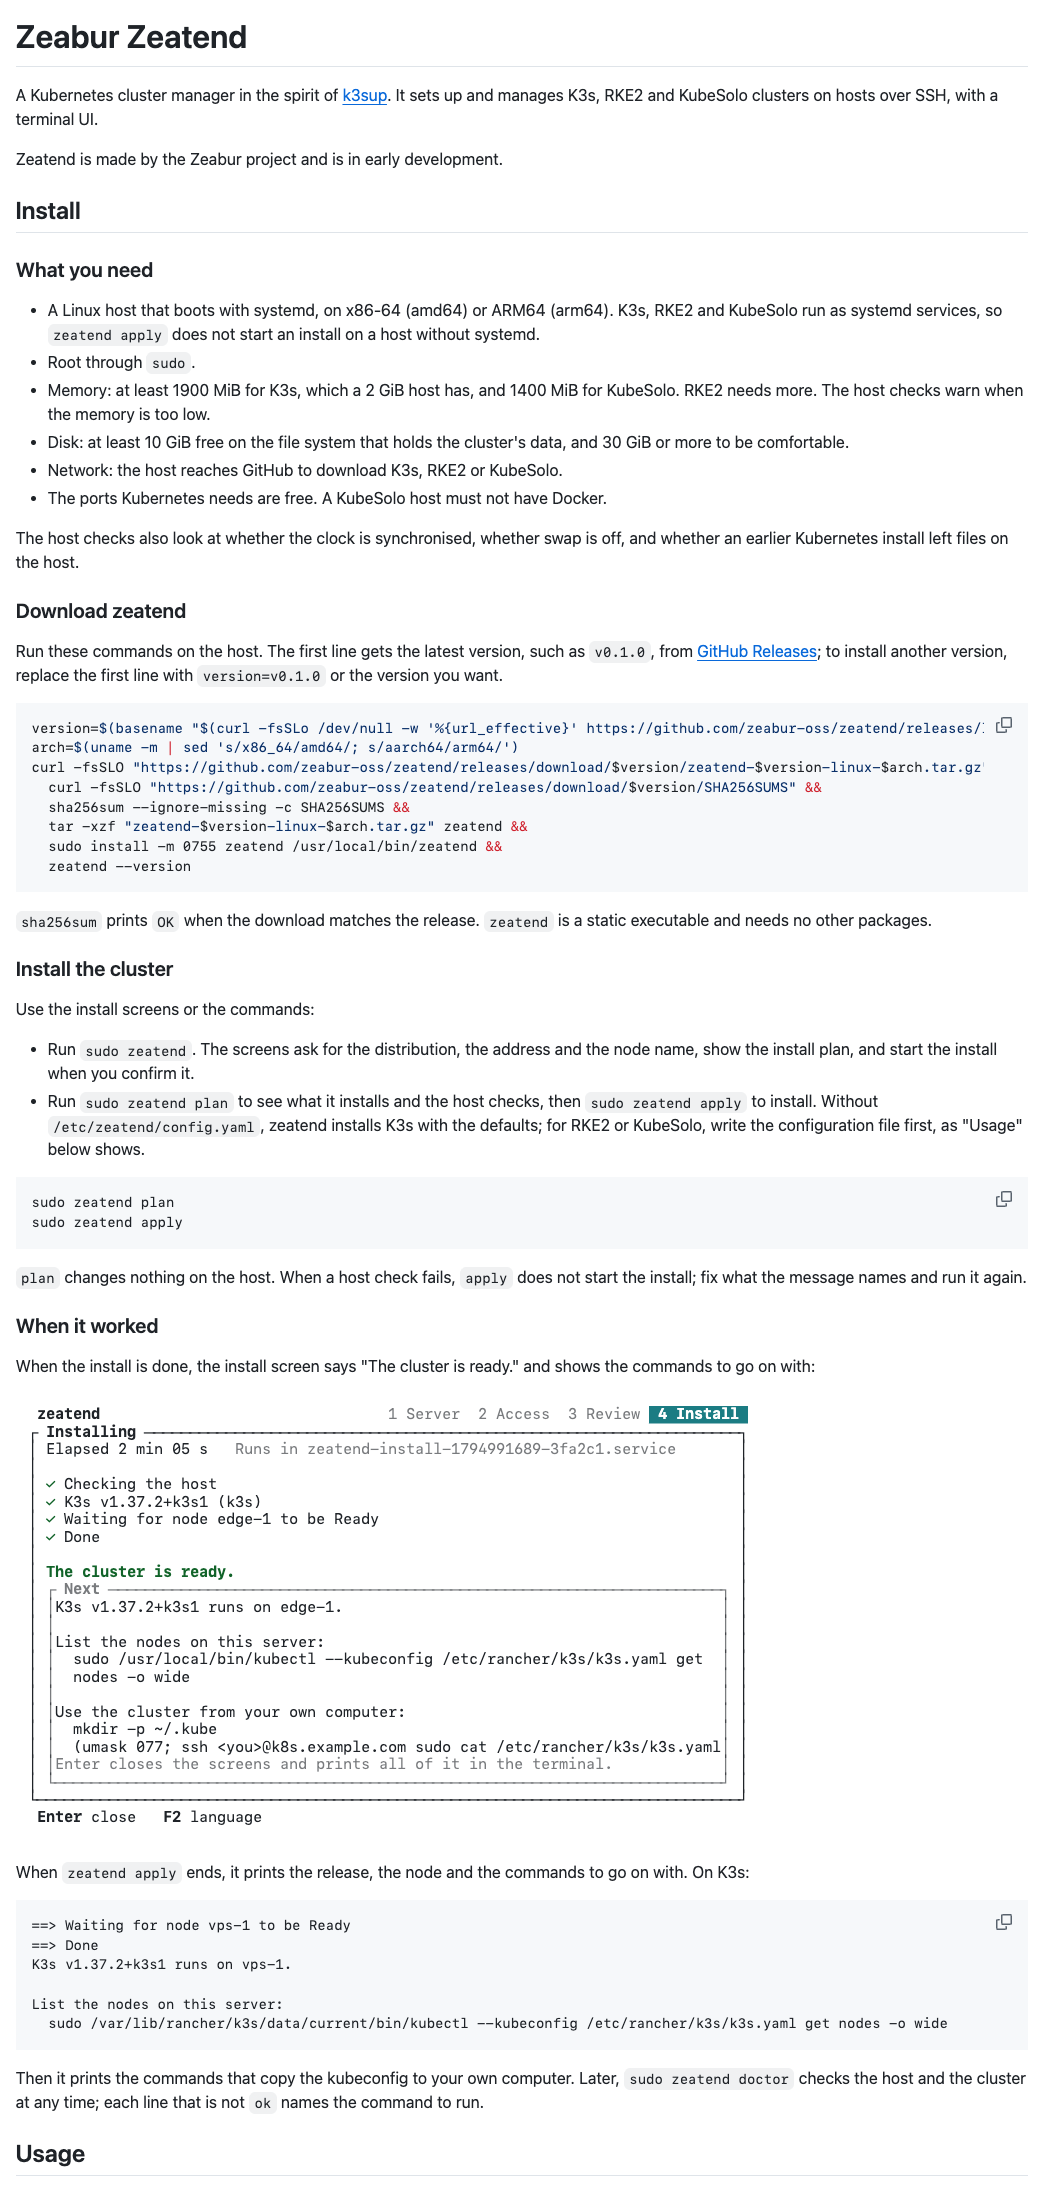 Zeabur Zeatend
A Kubernetes cluster manager in the spirit of k3sup. It sets up and manages K3s, RKE2 and KubeSolo clusters on hosts over SSH, with a
terminal UI.
Zeatend is made by the Zeabur project and is in early development.
Install
What you need
• A Linux host that boots with systemd, on x86-64 (amd64) or ARM64 (arm64). K3s, RKE2 and KubeSolo run as systemd services, so
zeatend apply does not start an install on a host without systemd.
• Root through sudo.
• Memory: at least 1900 MiB for K3s, which a 2 GiB host has, and 1400 MiB for KubeSolo. RKE2 needs more. The host checks warn when
the memory is too low.
• Disk: at least 10 GiB free on the file system that holds the cluster's data, and 30 GiB or more to be comfortable.
• Network: the host reaches GitHub to download K3s, RKE2 or KubeSolo.
• The ports Kubernetes needs are free. A KubeSolo host must not have Docker.
The host checks also look at whether the clock is synchronised, whether swap is off, and whether an earlier Kubernetes install left files on
the host.
Download zeatend
Run these commands on the host. The first line gets the latest version, such as v0.1.0, from GitHub Releases; to install another version,
replace the first line with version=v0.1.0 or the version you want.
version=$(basename "$(curl -fsSLo /dev/null -w '%{url_effective}' https://github.com/zeabur-oss/zeatend/releases/
arch=$(uname -m | sed 's/x86_64/amd64/; s/aarch64/arm64/')
curl -fsSLO "https://github.com/zeabur-oss/zeatend/releases/download/$version/zeatend-$version-linux-$arch.tar.gz"
  curl -fsSLO "https://github.com/zeabur-oss/zeatend/releases/download/$version/SHA256SUMS" &&
  sha256sum --ignore-missing -c SHA256SUMS &&
  tar -xzf "zeatend-$version-linux-$arch.tar.gz" zeatend &&
  sudo install -m 0755 zeatend /usr/local/bin/zeatend &&
  zeatend --version
sha256sum prints OK when the download matches the release. zeatend is a static executable and needs no other packages.
Install the cluster
Use the install screens or the commands:
• Run sudo zeatend. The screens ask for the distribution, the address and the node name, show the install plan, and start the install
when you confirm it.
• Run sudo zeatend plan to see what it installs and the host checks, then sudo zeatend apply to install. Without
/etc/zeatend/config.yaml, zeatend installs K3s with the defaults; for RKE2 or KubeSolo, write the configuration file first, as "Usage"
below shows.
sudo zeatend plan
sudo zeatend apply
plan changes nothing on the host. When a host check fails, apply does not start the install; fix what the message names and run it again.
When it worked
When the install is done, the install screen says "The cluster is ready." and shows the commands to go on with:
zeatend 1 Server 2 Access 3 Review 4 Install
Installing
Elapsed 2 min 05 s Runs in zeatend-install-1794991689-3fa2c1.service
✓ Checking the host
✓ K3s v1.37.2+k3s1 (k3s)
✓ Waiting for node edge-1 to be Ready
✓ Done
The cluster is ready.
Next
K3s v1.37.2+k3s1 runs on edge-1.
List the nodes on this server:
  sudo /usr/local/bin/kubectl --kubeconfig /etc/rancher/k3s/k3s.yaml get
  nodes -o wide
Use the cluster from your own computer:
  mkdir -p ~/.kube
  (umask 077; ssh <you>@k8s.example.com sudo cat /etc/rancher/k3s/k3s.yaml
Enter closes the screens and prints all of it in the terminal.
Enter close F2 language
When zeatend apply ends, it prints the release, the node and the commands to go on with. On K3s:
==> Waiting for node vps-1 to be Ready
==> Done
K3s v1.37.2+k3s1 runs on vps-1.
List the nodes on this server:
  sudo /var/lib/rancher/k3s/data/current/bin/kubectl --kubeconfig /etc/rancher/k3s/k3s.yaml get nodes -o wide
Then it prints the commands that copy the kubeconfig to your own computer. Later, sudo zeatend doctor checks the host and the cluster
at any time; each line that is not ok names the command to run.
Usage